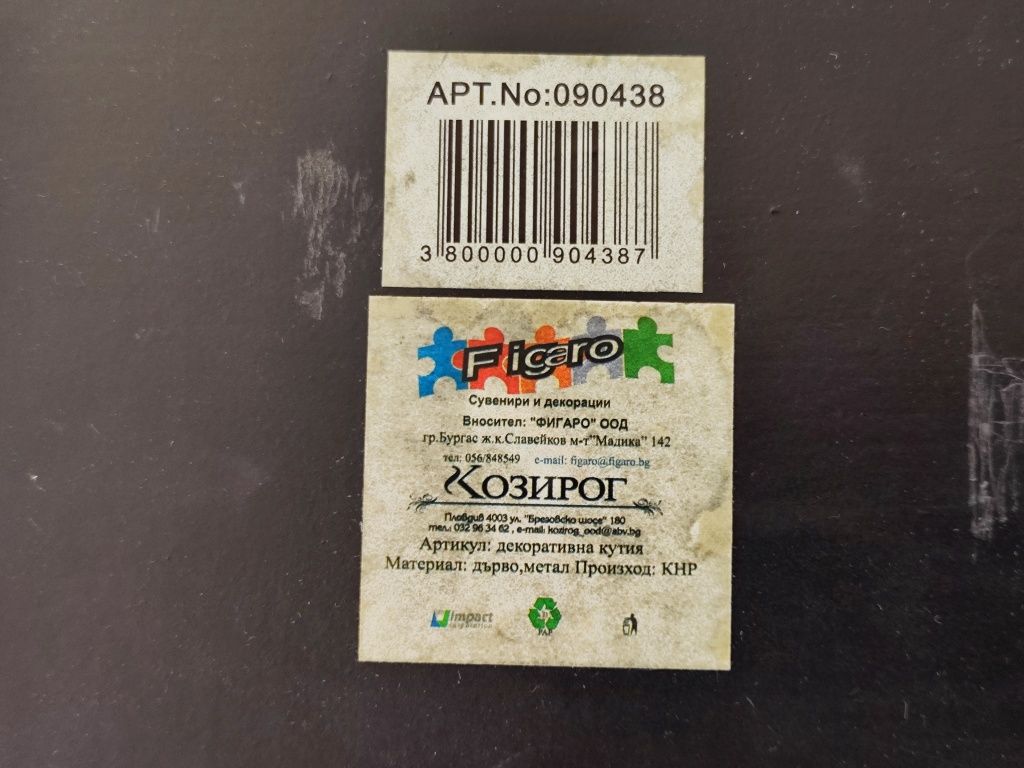 АРТ.No:090438
3 800000 904387
Figaro
Сувенири и декорации
Вносител: "ФИГАРО" ООД
гр.Бургас ж.к.Славейков м-т"Мадика" 142
тел: 056/848549 e-mail: figaro@figaro.bg
КОЗИРОГ
Пловдив 4003 ул. "Брезовско шосе" 180
тел.: 032 96 34 62 , e-mail: kozirog_ood@abv.bg
Артикул: декоративна кутия
Материал: дърво,метал Произход: КНР
Impact
PAP